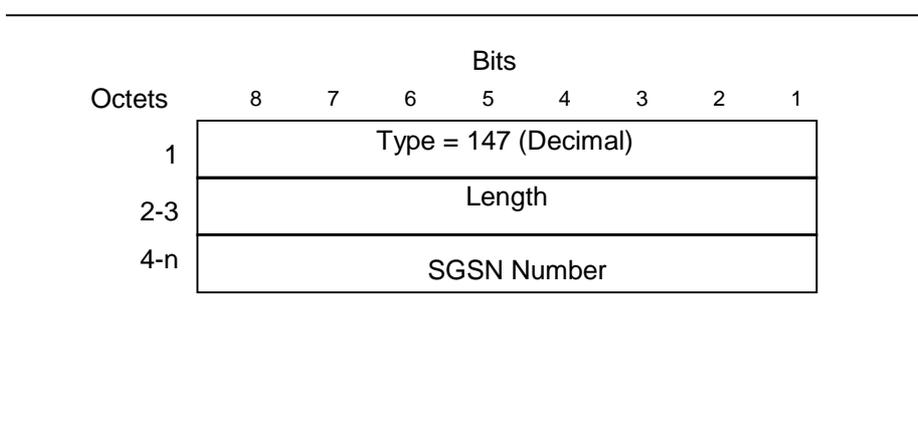 Bits
Octets 8 7 6 5 4 3 2 1
1 Type = 147 (Decimal)
2-3 Length
4-n SGSN Number